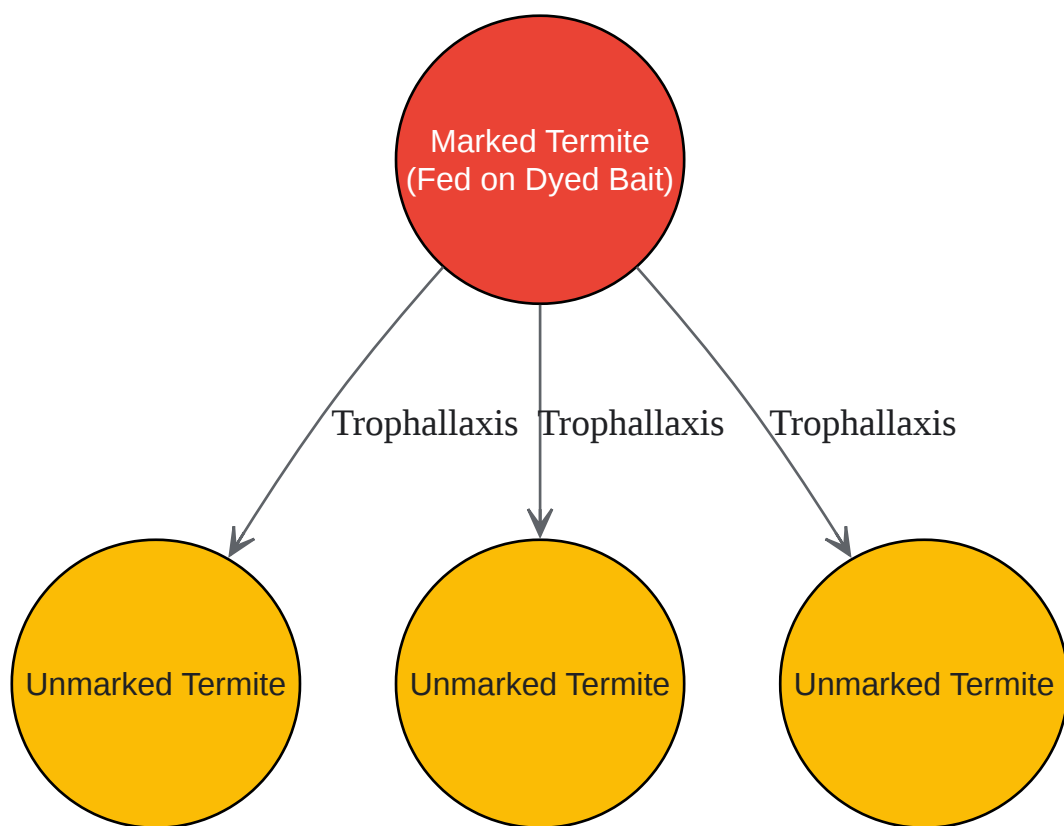 Marked Termite
(Fed on Dyed Bait)
Trophallaxis
Trophallaxis
Trophallaxis
Unmarked Termite
Unmarked Termite
Unmarked Termite